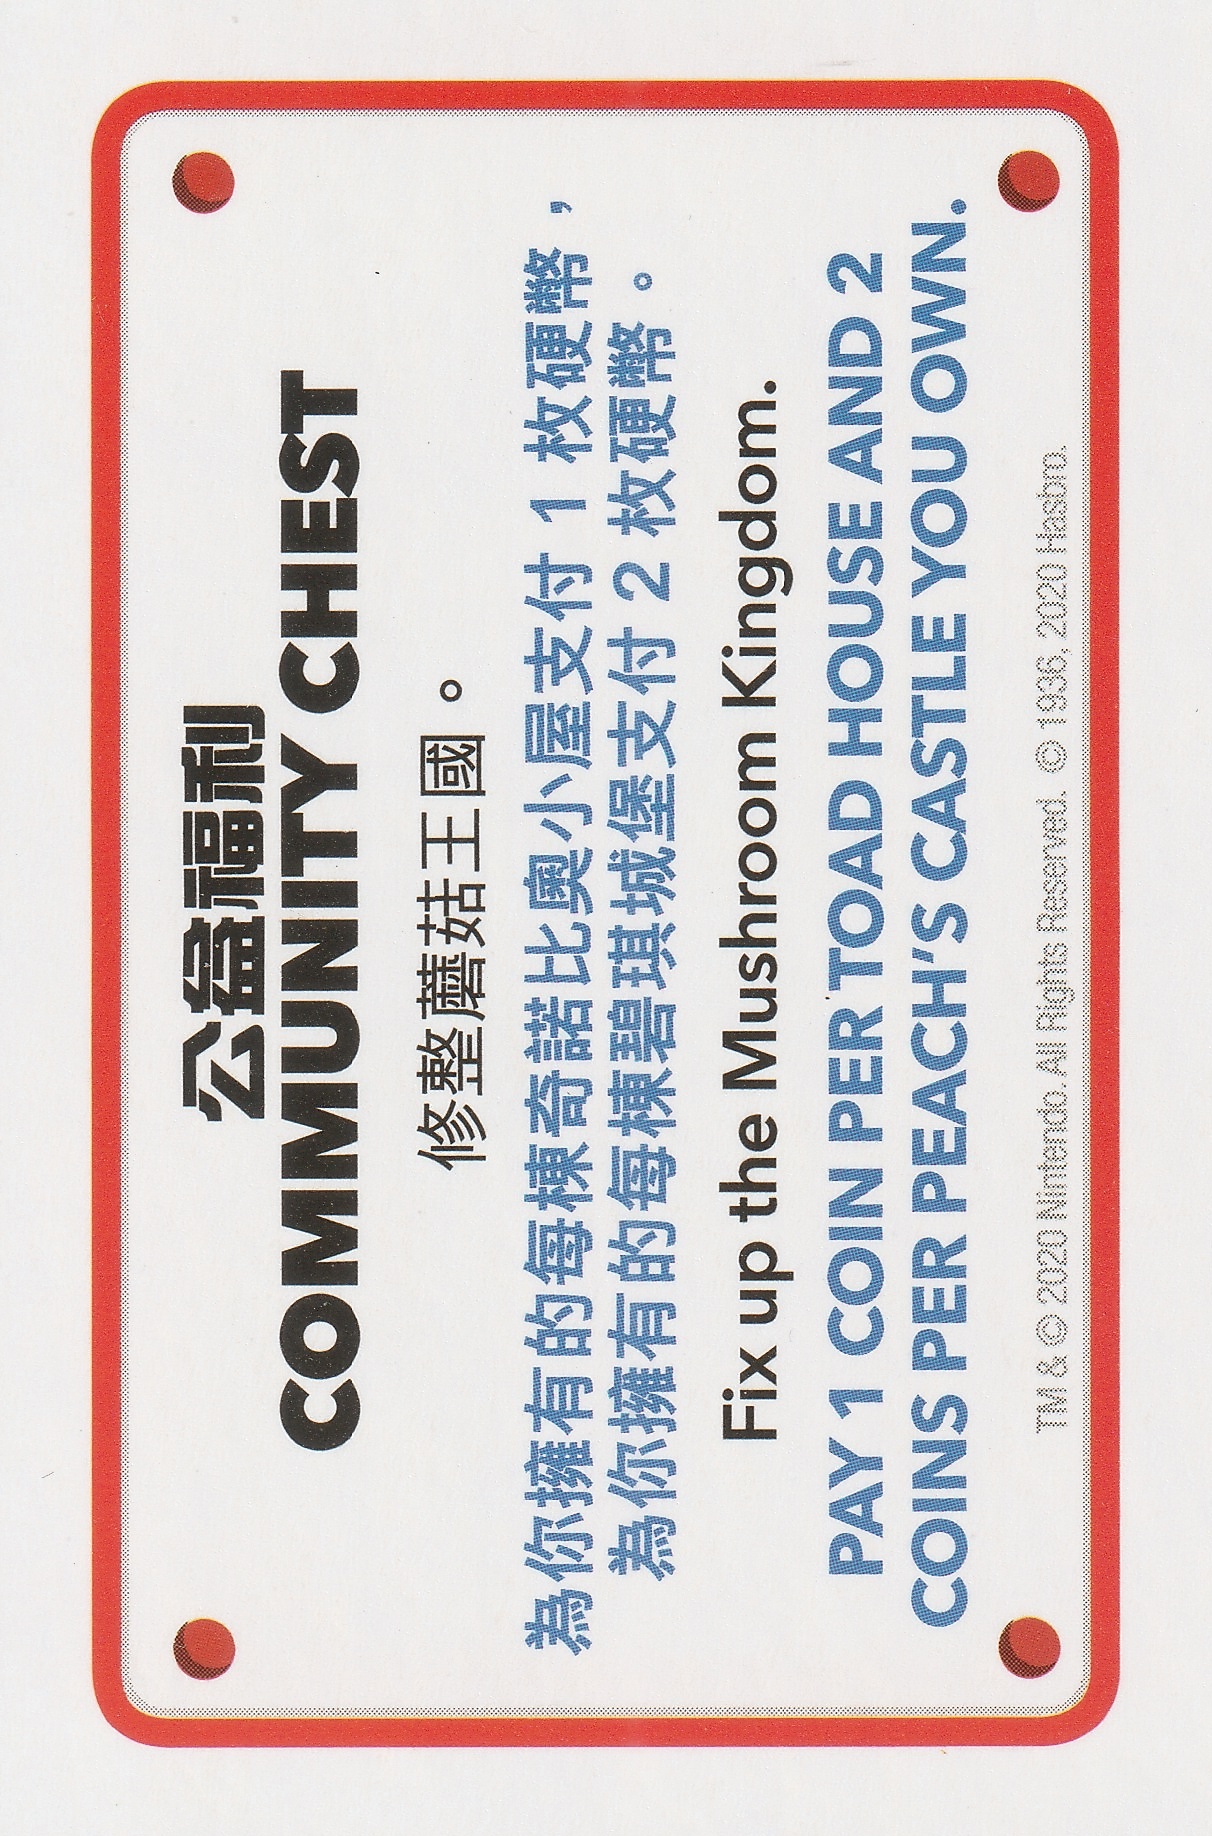 公益福利
COMMUNITY CHEST
修整蘑菇王國。
為你擁有的每棟奇諾比奧小屋支付 1 枚硬幣，
為你擁有的每棟碧琪城堡支付 2 枚硬幣。
Fix up the Mushroom Kingdom.
PAY 1 COIN PER TOAD HOUSE AND 2
COINS PER PEACH'S CASTLE YOU OWN.
TM & © 2020 Nintendo. All Rights Reserved. © 1936, 2020 Hasbro.